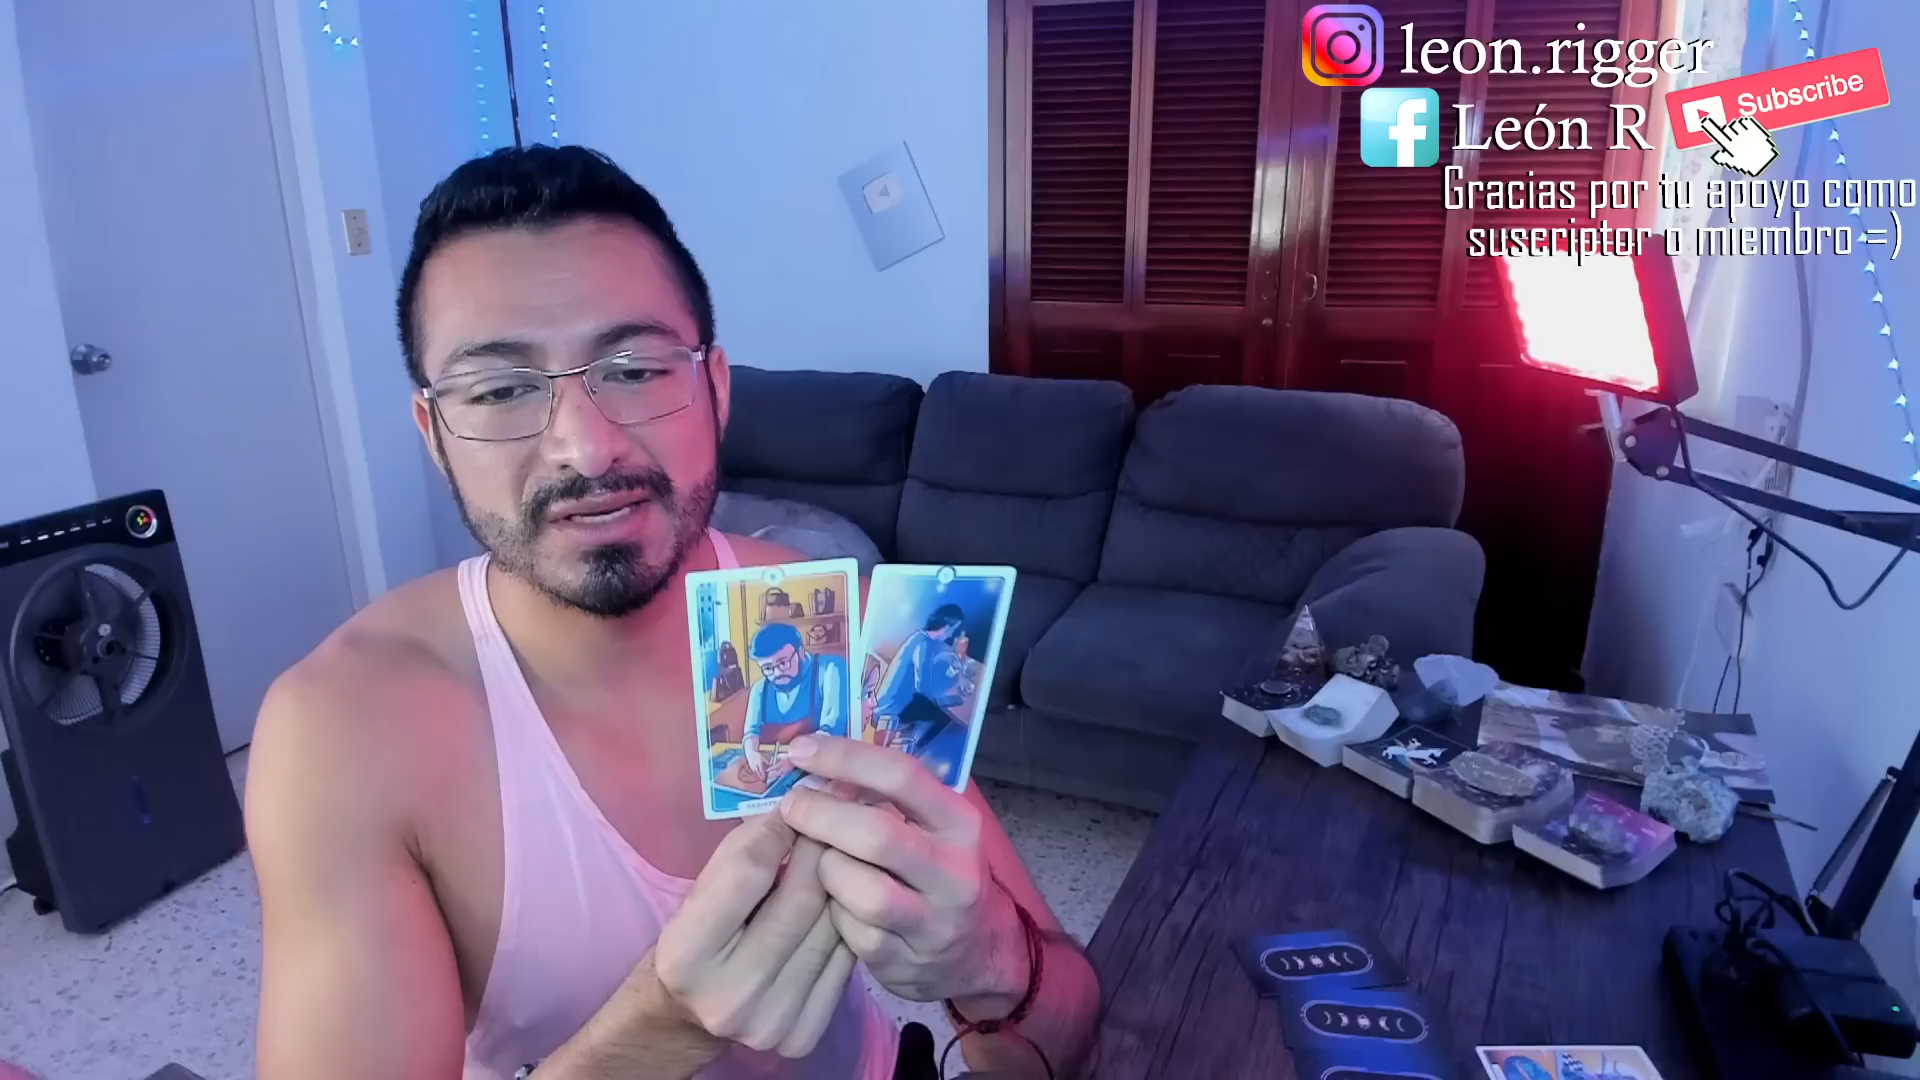 leon.rigger
León R
Subscribe
Gracias por tu apoyo como
suscriptor o miembro =)